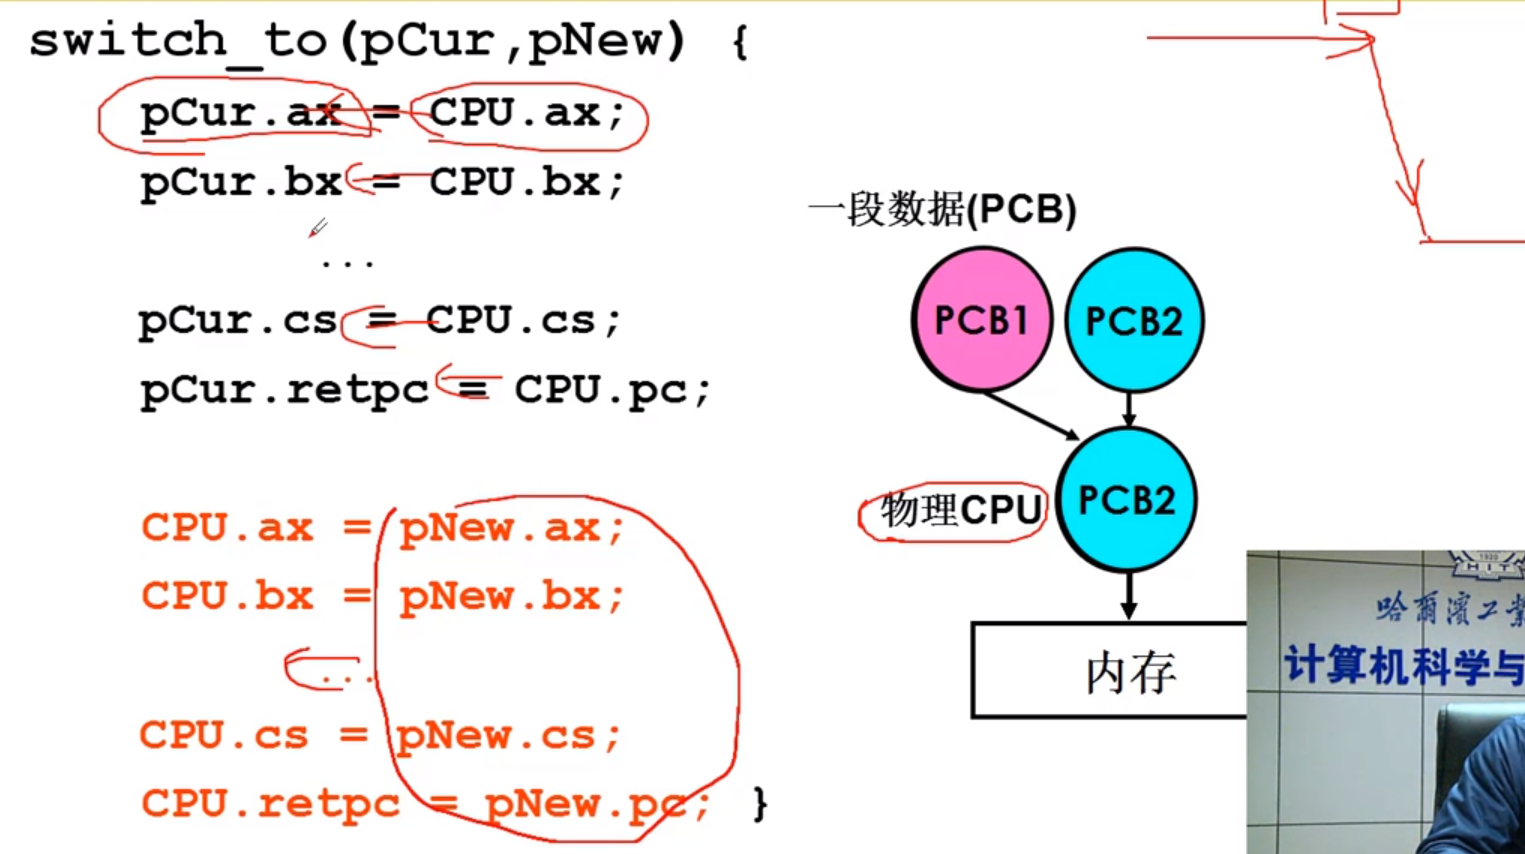 switch_to(pCur,pNew) {
pCur.ax = CPU.ax;
pCur.bx = CPU.bx;
...
pCur.cs = CPU.cs;
pCur.retpc = CPU.pc;
CPU.ax = pNew.ax;
CPU.bx = pNew.bx;
...
CPU.cs = pNew.cs;
CPU.retpc = pNew.pc; }
一段数据(PCB)
PCB1
PCB2
物理CPU
PCB2
内存
1920
HIT
哈爾濱工業
计算机科学与